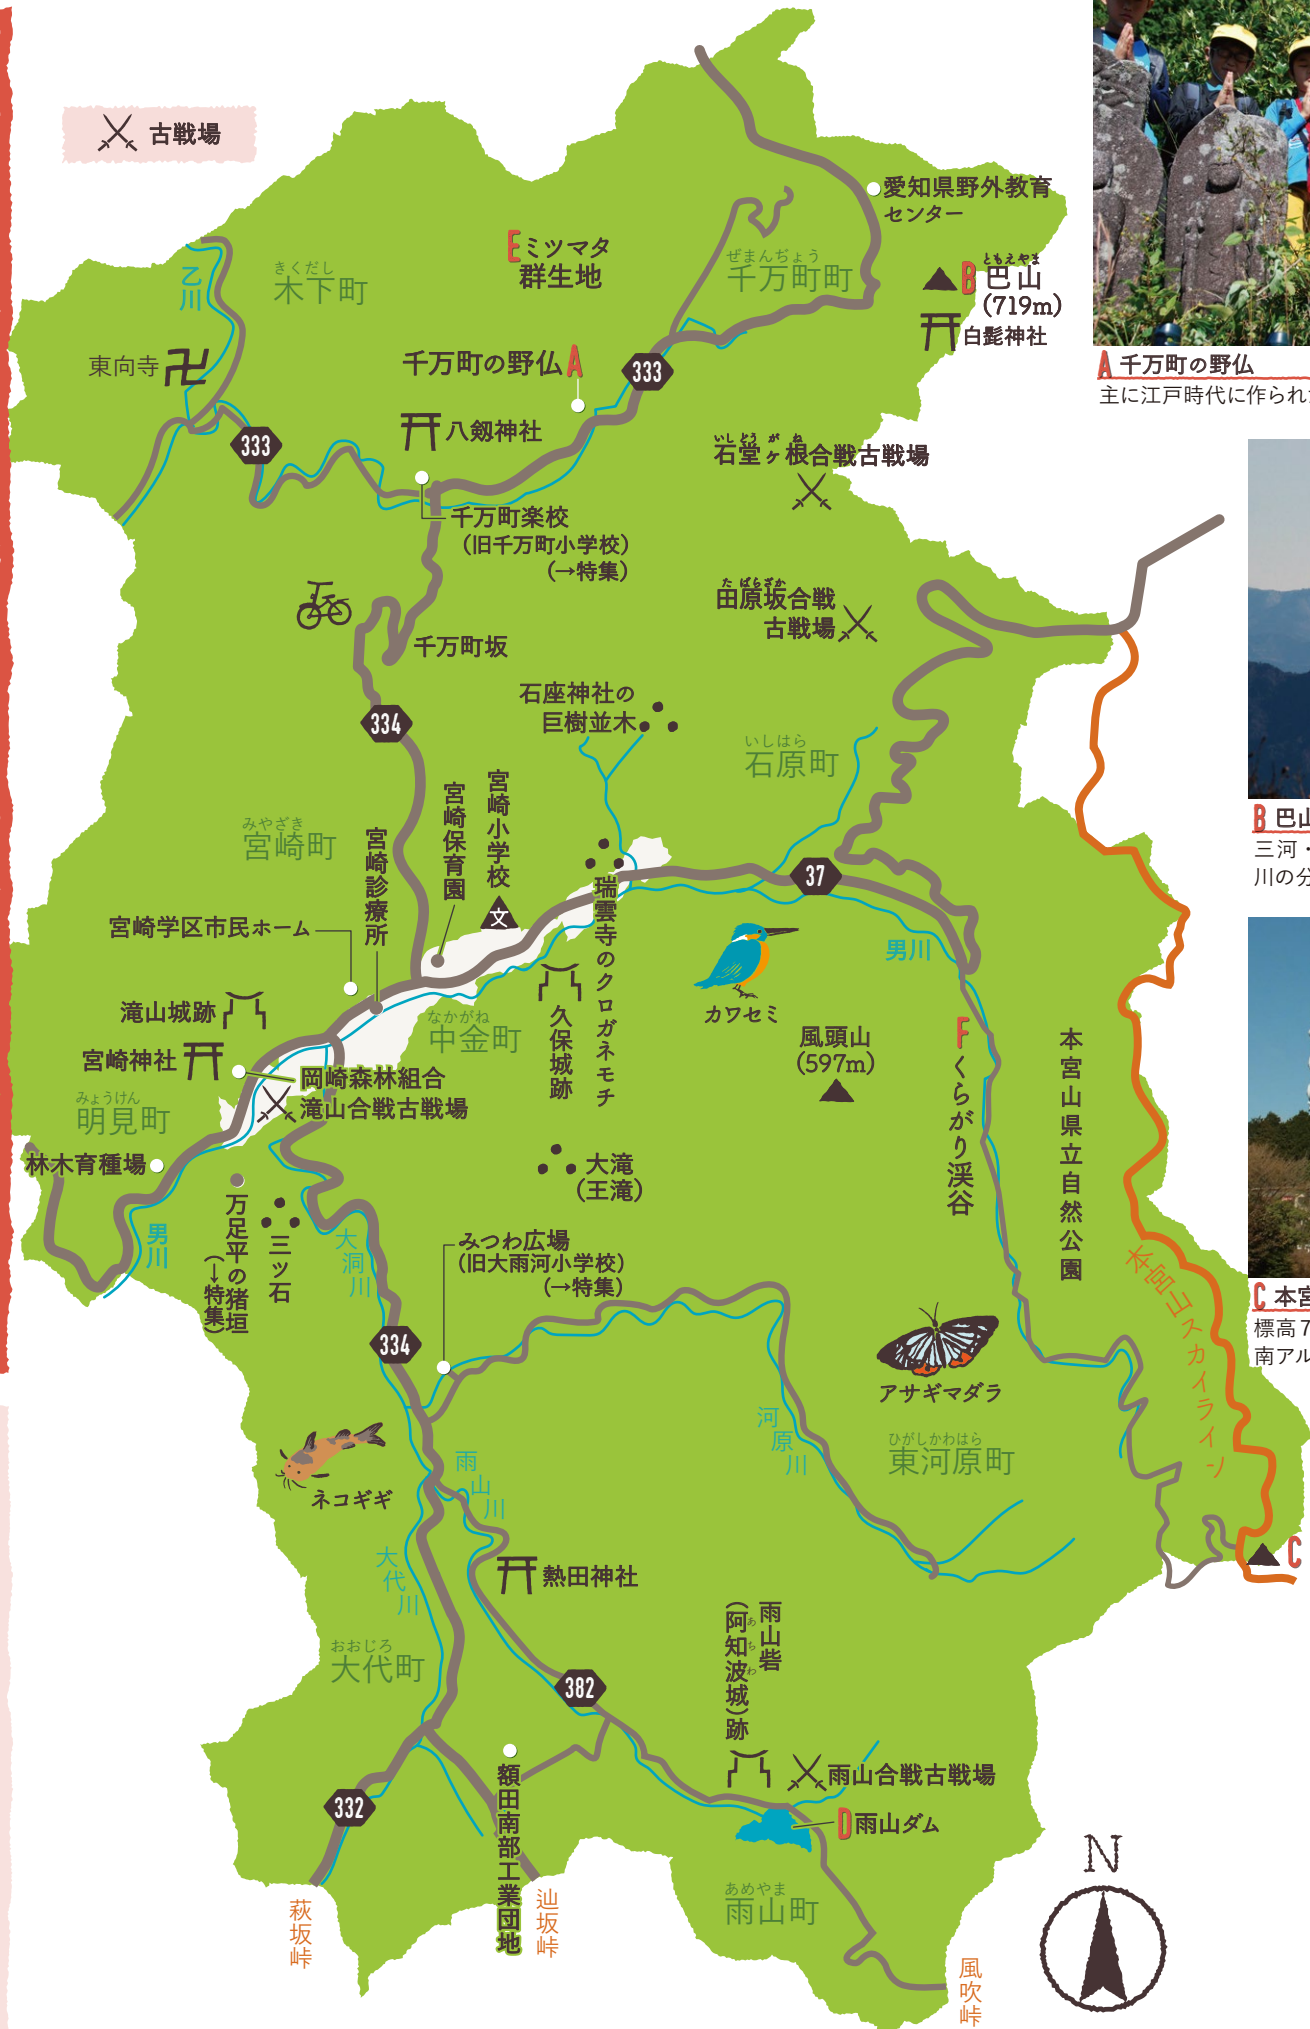 古戦場
愛知県野外教育
センター
E ミツマタ
群生地
きくだし
木下町
乙川
ぜまんぢょう
千万町町
ともえやま
B 巴山
(719m)
白髭神社
東向寺
千万町の野仏 A
333
333
八剱神社
A 千万町の野仏
主に江戸時代に作られ
いしどう が ね
石堂ヶ根合戦古戦場
千万町楽校
(旧千万町小学校)
(→特集)
た ばらざか
田原坂合戦
古戦場
千万町坂
334
石座神社の
巨樹並木
いしはら
石原町
みやざき
宮崎町
宮崎診療所
宮崎保育園
宮崎小学校
文
瑞雲寺のクロガネモチ
37
B 巴山
三河・
川の分
宮崎学区市民ホーム
男川
カワセミ
滝山城跡
なかがね
中金町
久保城跡
風頭山
(597m)
F くらがり渓谷
本宮山県立自然公園
宮崎神社
岡崎森林組合
滝山合戦古戦場
みょうけん
明見町
林木育種場
大滝
(王滝)
万足平の猪垣
(→特集)
三ッ石
男川
大洞川
みつわ広場
(旧大雨河小学校)
(→特集)
本宮山スカイライン
C 本宮
標高7
南アル
334
アサギマダラ
河原川
ひがしかわはら
東河原町
ネコギギ
雨山川
大代川
熱田神社
C
おおじろ
大代町
382
雨山砦
(阿知波城)跡
あちわ
雨山合戦古戦場
D 雨山ダム
332
額田南部工業団地
萩坂峠
辿坂峠
あめやま
雨山町
風吹峠
N